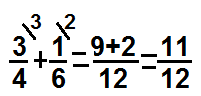 3\3/4 + 1\2/6 = 9+2/12 = 11/12